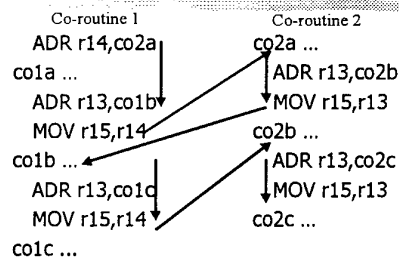 Co-routine 1
ADR r14,co2a
co1a ...
ADR r13,co1b
MOV r15,r14
co1b ...
ADR r13,co1c
MOV r15,r14
co1c ...
Co-routine 2
co2a ...
ADR r13,co2b
MOV r15,r13
co2b ...
ADR r13,co2c
MOV r15,r13
co2c ...